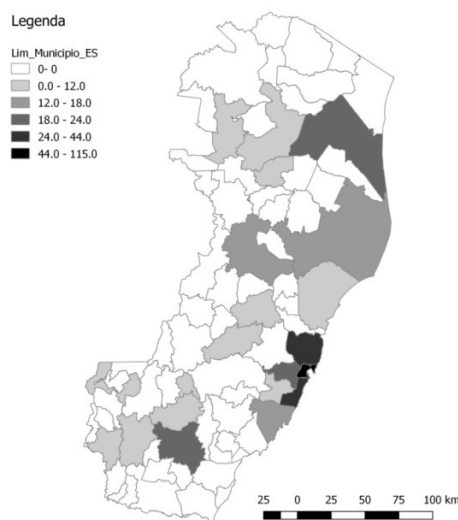 Legenda
Lim_Municipio_ES
0- 0
0.0 - 12.0
12.0 - 18.0
18.0 - 24.0
24.0 - 44.0
44.0 - 115.0
25 0 25 50 75 100 km